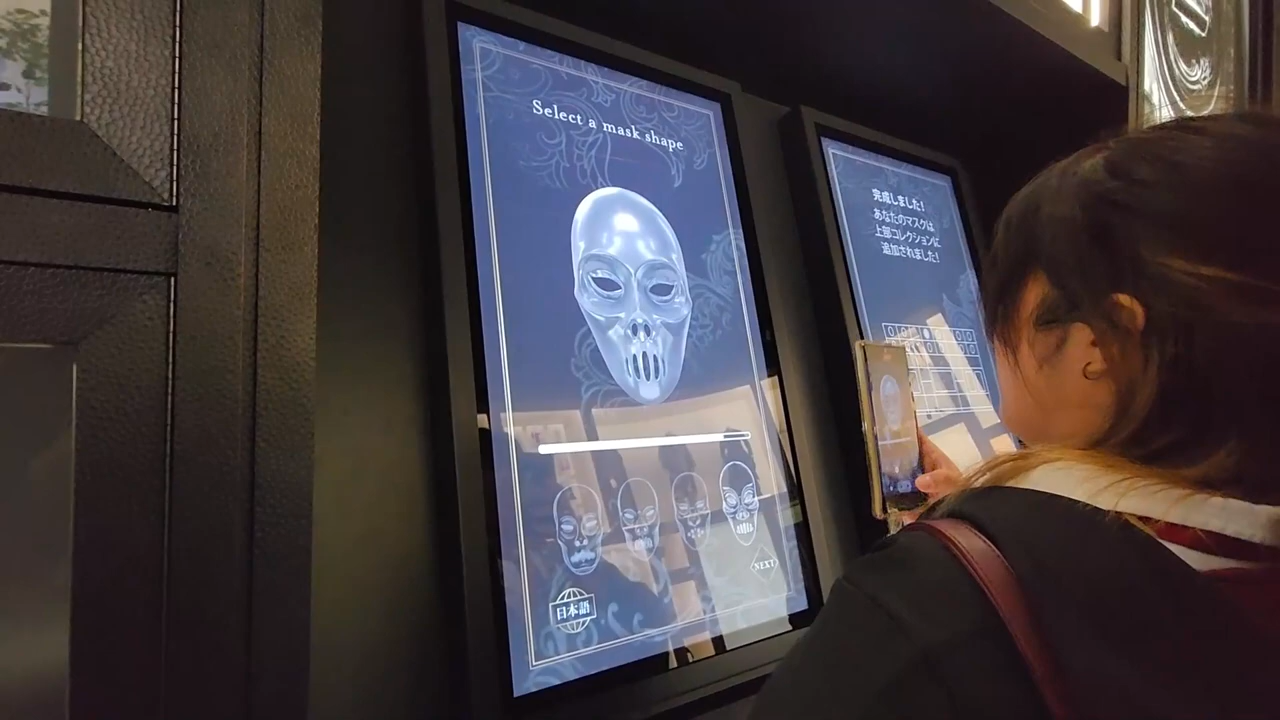 Select a mask shape
NEXT
日本語
完成しました!
あなたのマスクは
上部コレクションに
追加されました!